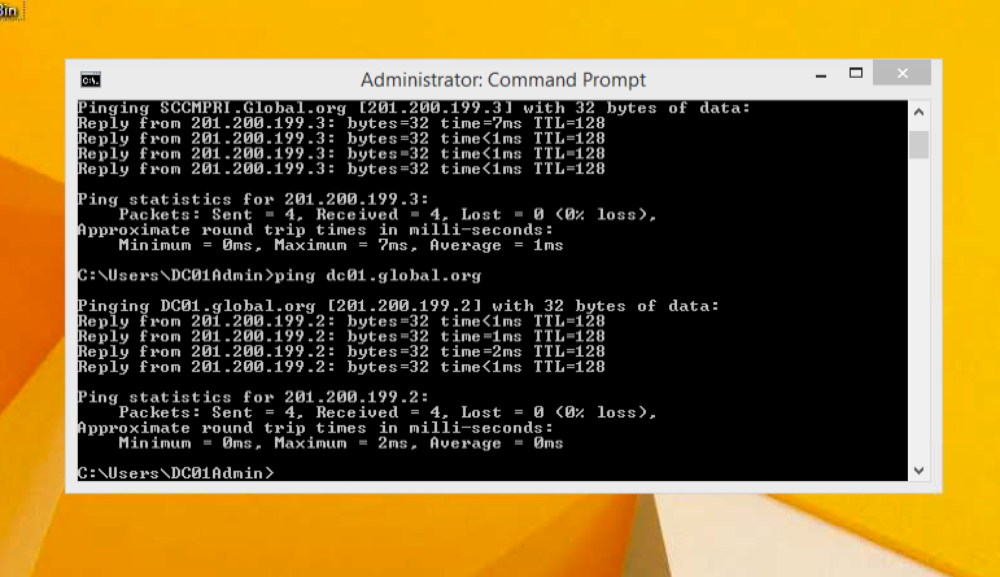 Bin
Administrator: Command Prompt
Pinging SCCMPRI.Global.org [201.200.199.3] with 32 bytes of data:
Reply from 201.200.199.3: bytes=32 time=7ms TTL=128
Reply from 201.200.199.3: bytes=32 time<1ms TTL=128
Reply from 201.200.199.3: bytes=32 time<1ms TTL=128
Reply from 201.200.199.3: bytes=32 time<1ms TTL=128
Ping statistics for 201.200.199.3:
    Packets: Sent = 4, Received = 4, Lost = 0 (0% loss),
Approximate round trip times in milli-seconds:
    Minimum = 0ms, Maximum = 7ms, Average = 1ms
C:\Users\DC01Admin>ping dc01.global.org
Pinging DC01.global.org [201.200.199.2] with 32 bytes of data:
Reply from 201.200.199.2: bytes=32 time<1ms TTL=128
Reply from 201.200.199.2: bytes=32 time=1ms TTL=128
Reply from 201.200.199.2: bytes=32 time=2ms TTL=128
Reply from 201.200.199.2: bytes=32 time<1ms TTL=128
Ping statistics for 201.200.199.2:
    Packets: Sent = 4, Received = 4, Lost = 0 (0% loss),
Approximate round trip times in milli-seconds:
    Minimum = 0ms, Maximum = 2ms, Average = 0ms
C:\Users\DC01Admin>